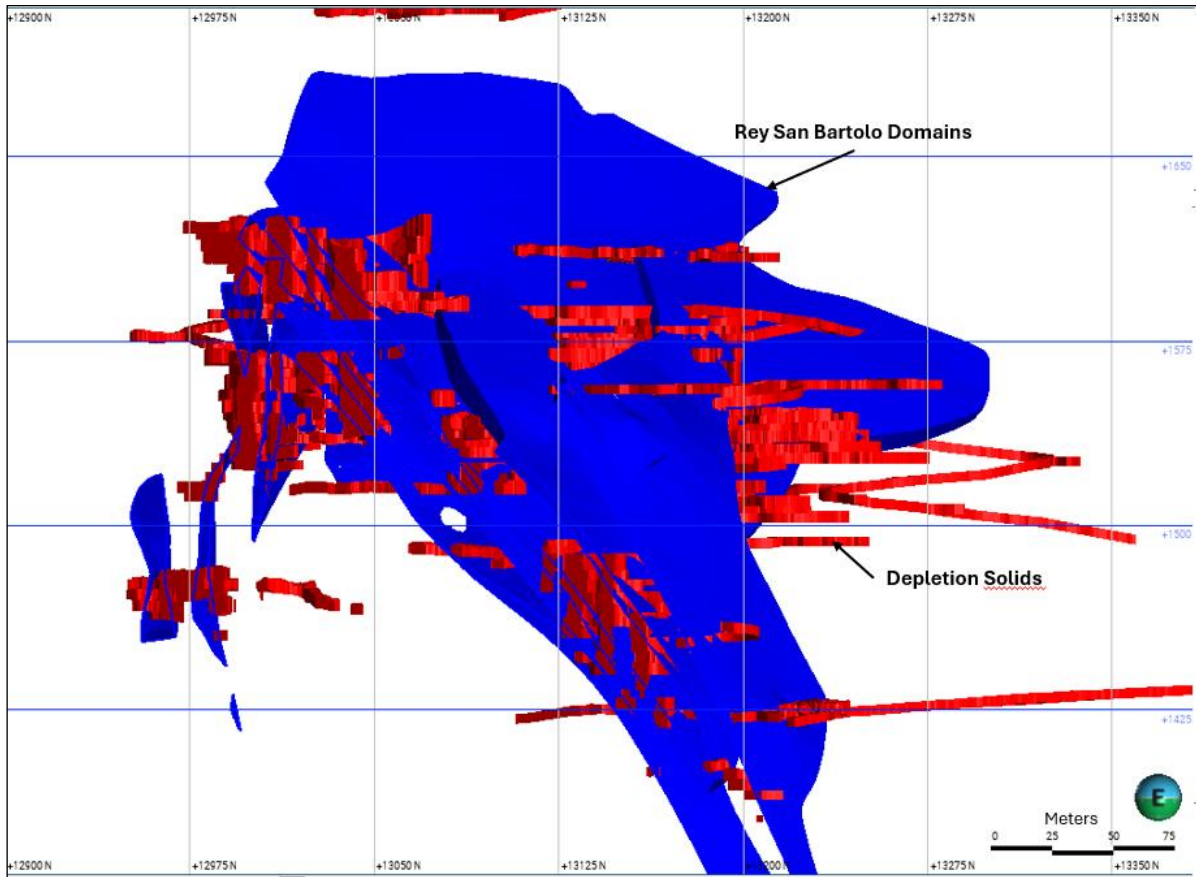 +12900 N +12975 N +13050 N +13125 N +13200 N +13275 N +13350 N
Rey San Bartolo Domains
+1650
+1575
+1500
Depletion Solids
+1425
E
Meters
0 25 50 75
+12900 N +12975 N +13050 N +13125 N +13200 N +13275 N +13350 N